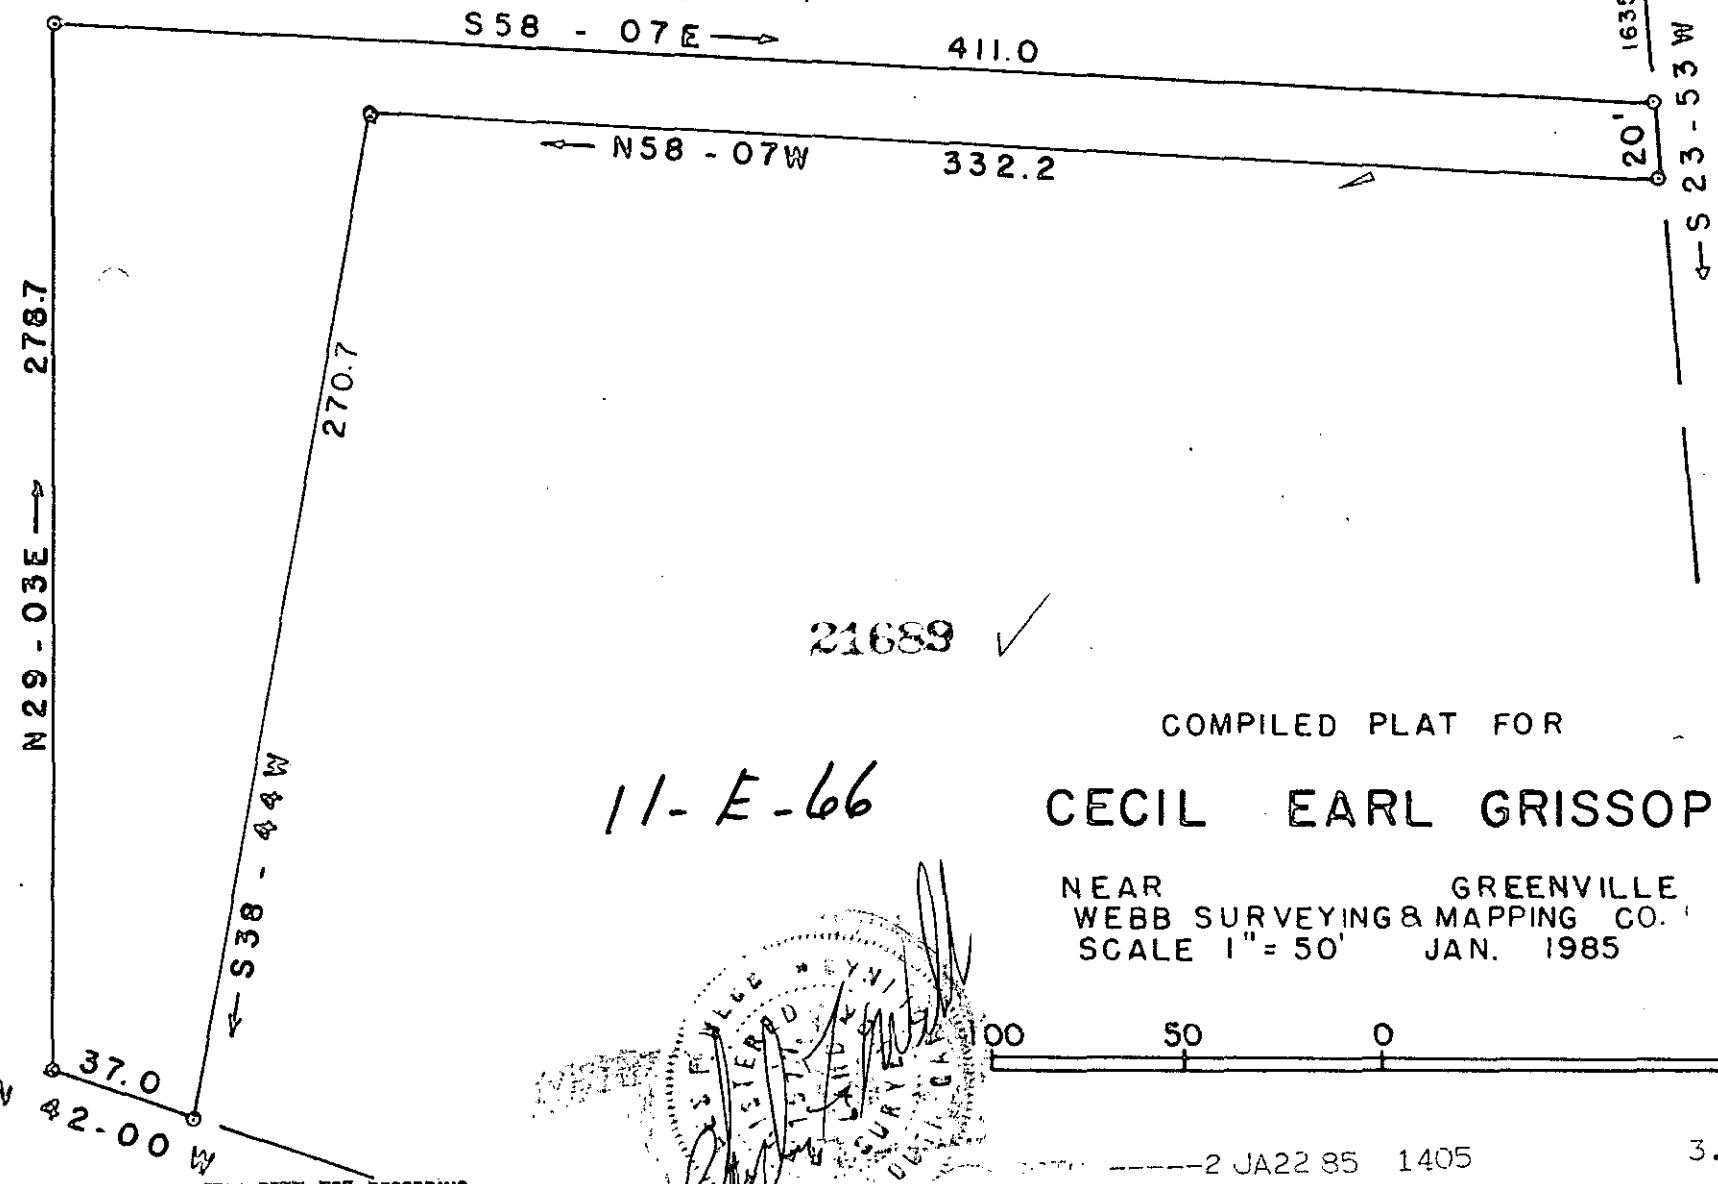 S58 - 07E
411.0
1635
S 23-53 W
20'
N58-07W
332.2
278.7
N29-03E
270.7
S38-44W
37.0
42-00 W
21689 ✓
11-E-66
COMPILED PLAT FOR
CECIL EARL GRISSOP
NEAR GREENVILLE
WEBB SURVEYING & MAPPING CO.
SCALE 1"=50' JAN. 1985
100 50 0
2 JA22 85 1405
3.